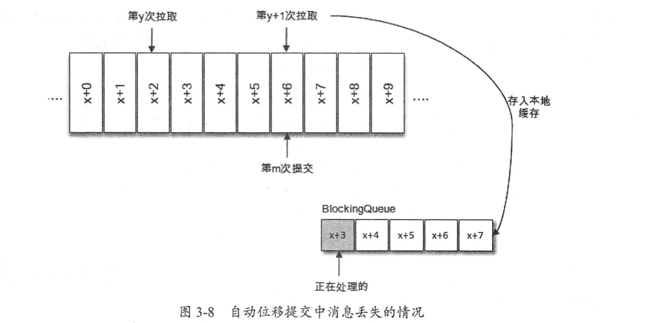 第y次拉取 第y+1次拉取
.... x+0 x+1 x+2 x+3 x+4 x+5 x+6 x+7 x+8 x+9 ....
存入本地
缓存
第m次提交
BlockingQueue
x+3 x+4 x+5 x+6 x+7
正在处理的
图 3-8 自动位移提交中消息丢失的情况